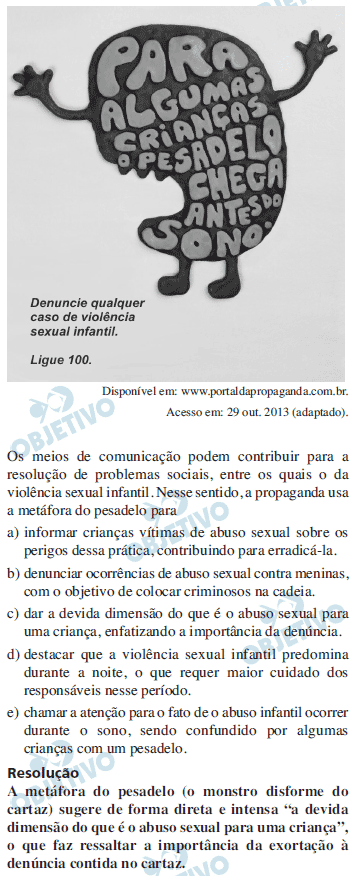 PARA
ALGUMAS
CRIANÇAS
O PESADELO
CHEGA
ANTES DO
SONO.
Denuncie qualquer
caso de violência
sexual infantil.
Ligue 100.
Disponível em: www.portaldapropaganda.com.br.
Acesso em: 29 out. 2013 (adaptado).
Os meios de comunicação podem contribuir para a
resolução de problemas sociais, entre os quais o da
violência sexual infantil. Nesse sentido, a propaganda usa
a metáfora do pesadelo para
a) informar crianças vítimas de abuso sexual sobre os
perigos dessa prática, contribuindo para erradicá-la.
b) denunciar ocorrências de abuso sexual contra meninas,
com o objetivo de colocar criminosos na cadeia.
c) dar a devida dimensão do que é o abuso sexual para
uma criança, enfatizando a importância da denúncia.
d) destacar que a violência sexual infantil predomina
durante a noite, o que requer maior cuidado dos
responsáveis nesse período.
e) chamar a atenção para o fato de o abuso infantil ocorrer
durante o sono, sendo confundido por algumas
crianças com um pesadelo.
Resolução
A metáfora do pesadelo (o monstro disforme do
cartaz) sugere de forma direta e intensa “a devida
dimensão do que é o abuso sexual para uma criança”,
o que faz ressaltar a importância da exortação à
denúncia contida no cartaz.
OBJETIVO
OBJETIVO
OBJETIVO
OBJETIVO
OBJETIVO
OBJETIVO